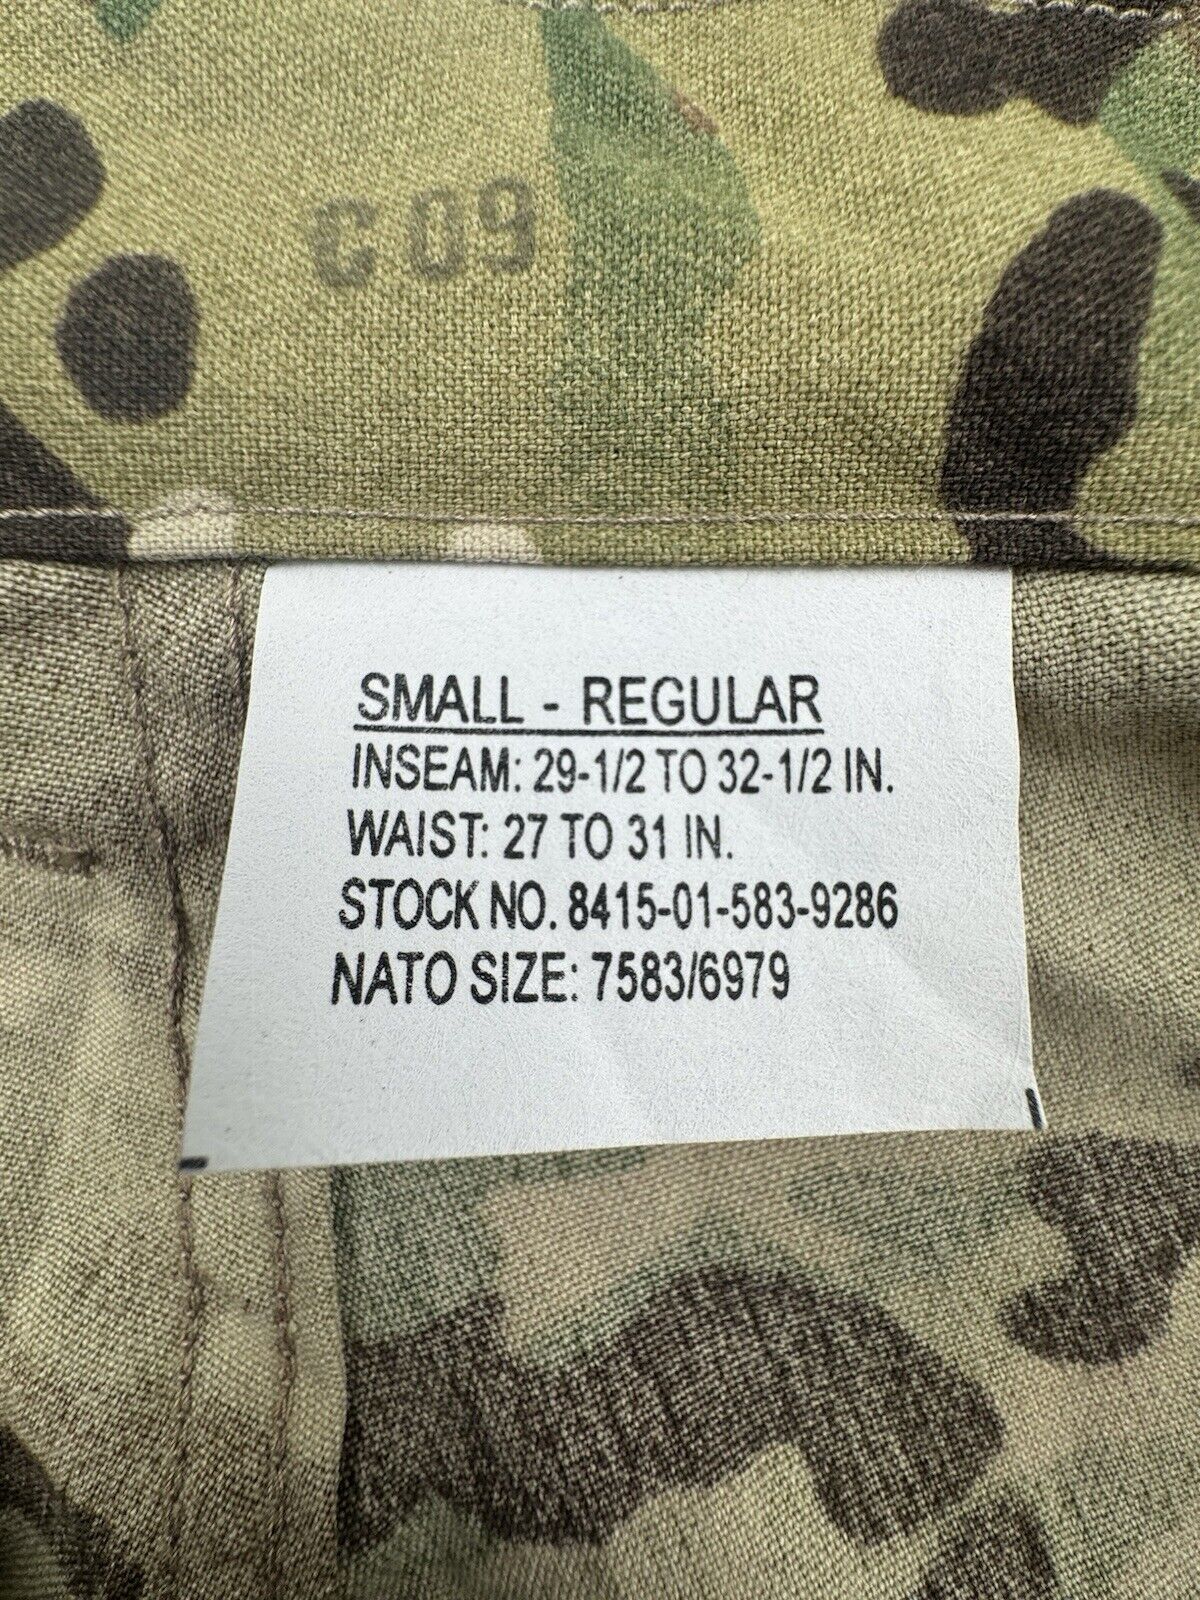 C 09
SMALL - REGULAR
INSEAM: 29-1/2 TO 32-1/2 IN.
WAIST: 27 TO 31 IN.
STOCK NO. 8415-01-583-9286
NATO SIZE: 7583/6979